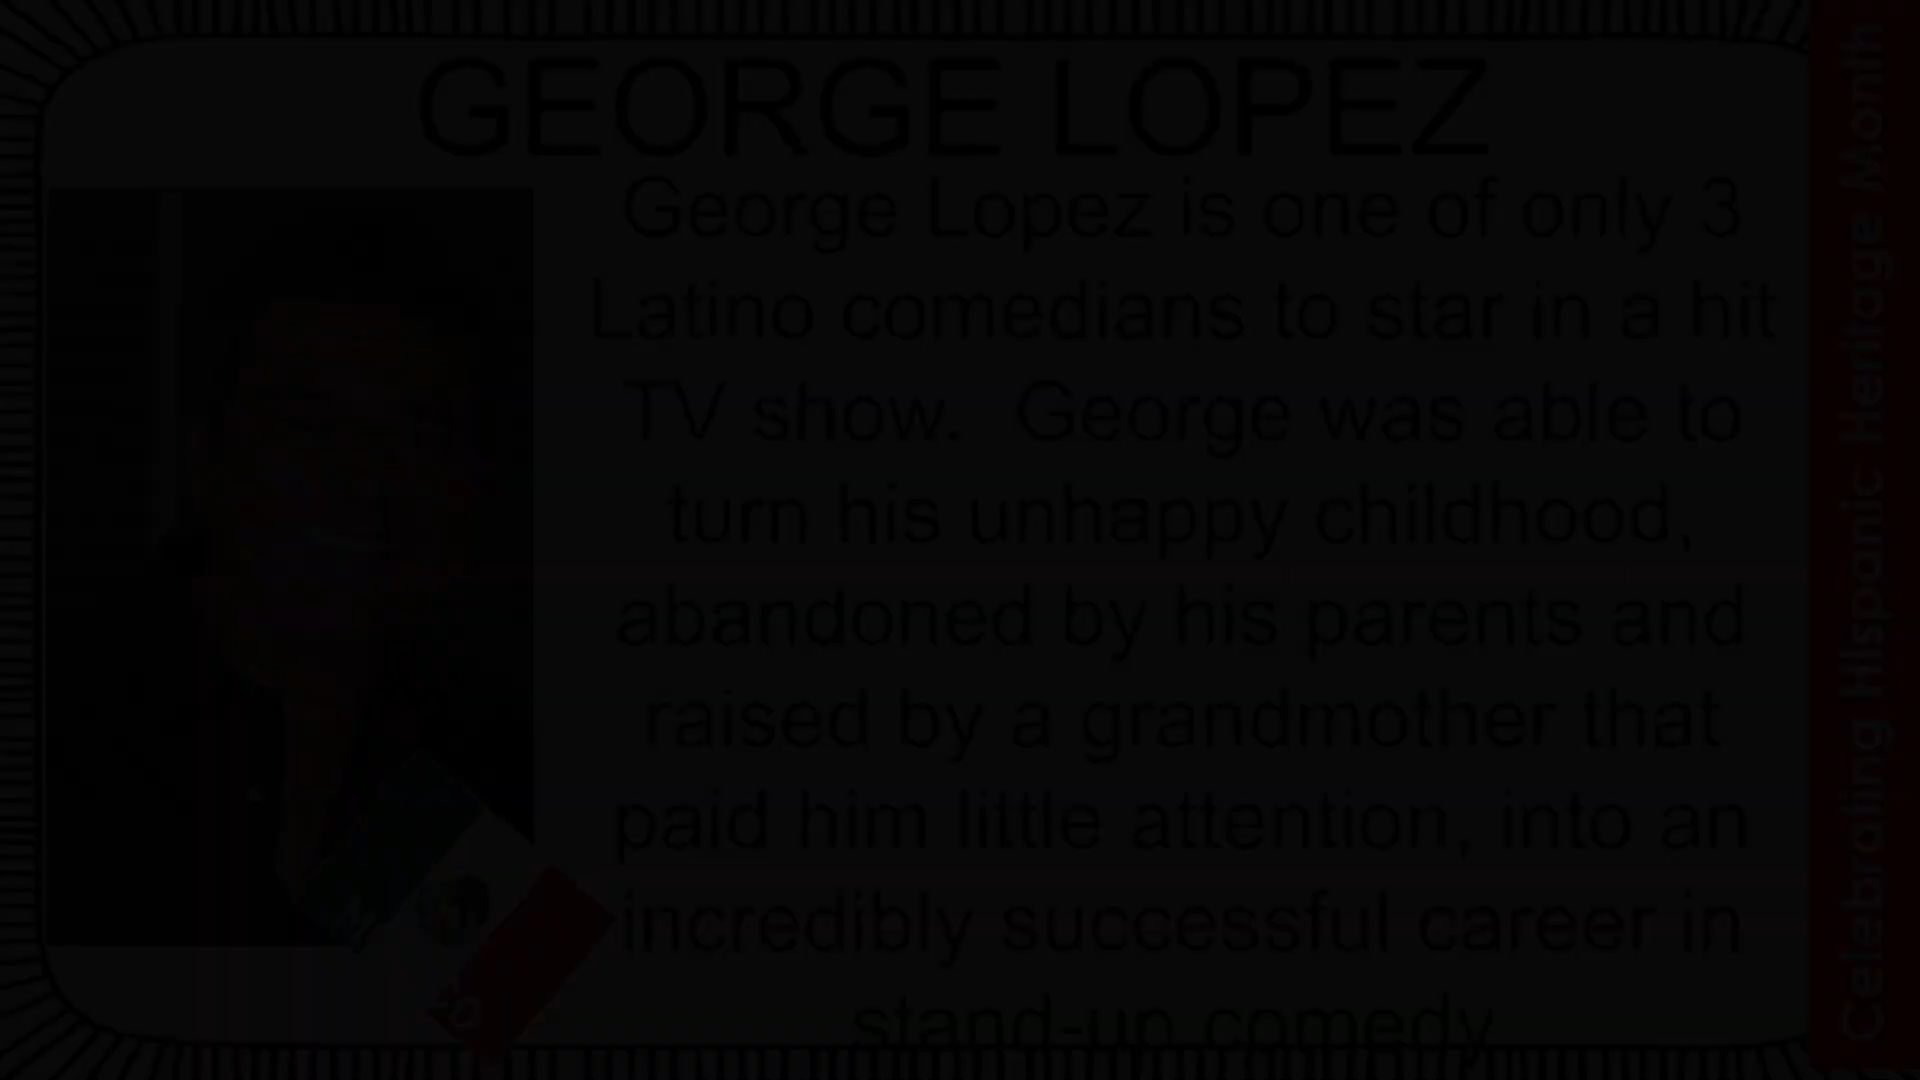 GEORGE LOPEZ
George Lopez is one of only 3
Latino comedians to star in a hit
TV show.  George was able to
turn his unhappy childhood,
abandoned by his parents and
raised by a grandmother that
paid him little attention, into an
incredibly successful career in
stand-up comedy
Celebrating Hispanic Heritage Month